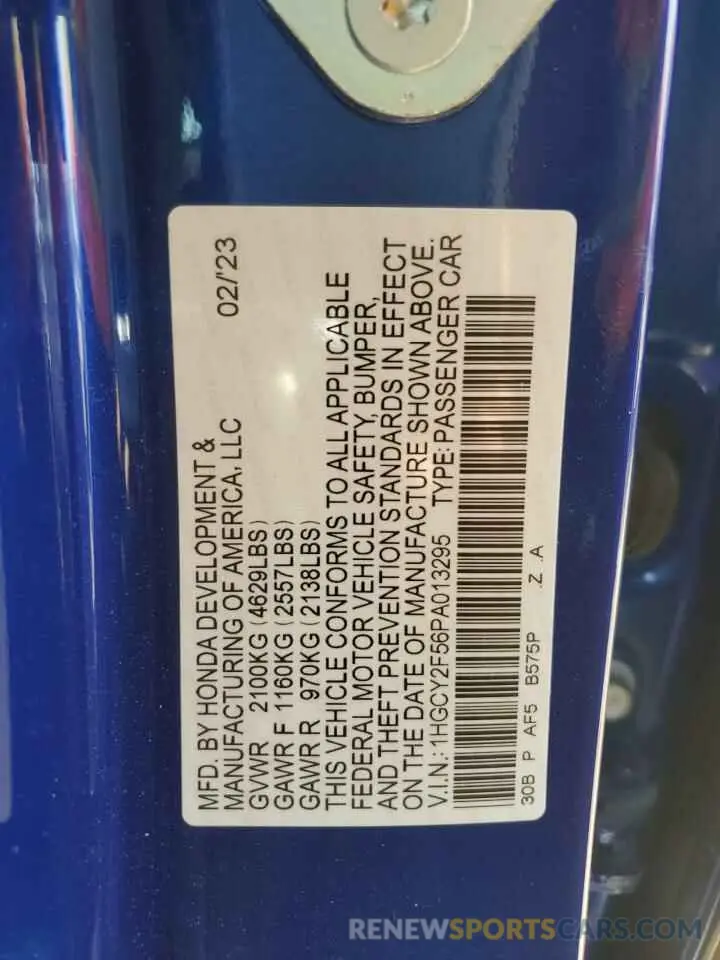 MFD. BY HONDA DEVELOPMENT & 02/'23
MANUFACTURING OF AMERICA, LLC
GVWR 2100KG (4629LBS)
GAWR F 1160KG (2557LBS)
GAWR R 970KG (2138LBS)
THIS VEHICLE CONFORMS TO ALL APPLICABLE
FEDERAL MOTOR VEHICLE SAFETY, BUMPER,
AND THEFT PREVENTION STANDARDS IN EFFECT
ON THE DATE OF MANUFACTURE SHOWN ABOVE.
V.I.N.: 1HGCY2F56PA013295 TYPE: PASSENGER CAR
30B P AF5 B575P .Z .A
RENEWSPORTSCARS.COM